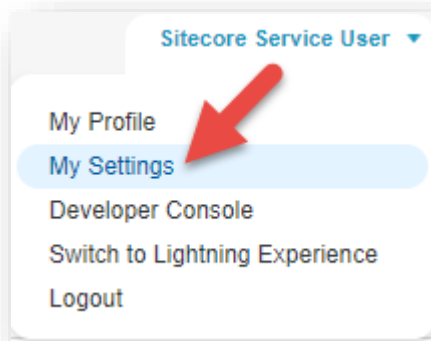 Sitecore Service User
My Profile
My Settings
Developer Console
Switch to Lightning Experience
Logout